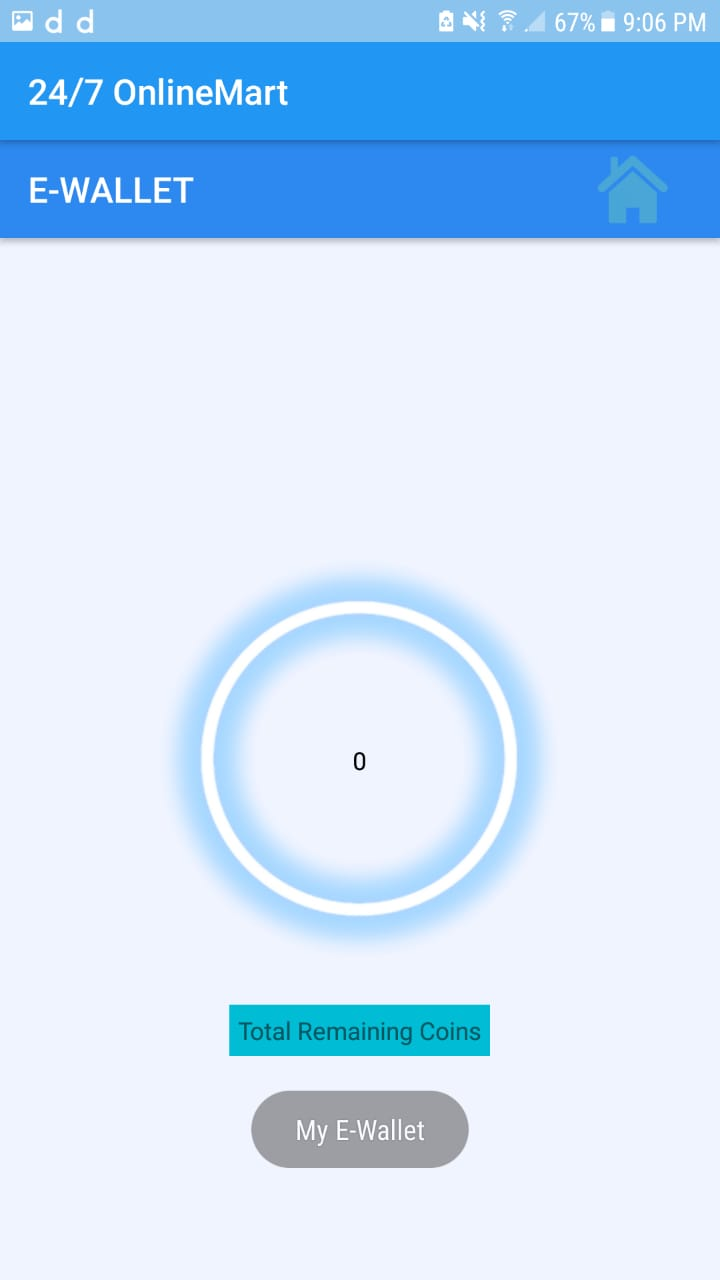 d d 67% 9:06 PM
24/7 OnlineMart
E-WALLET
0
Total Remaining Coins
My E-Wallet